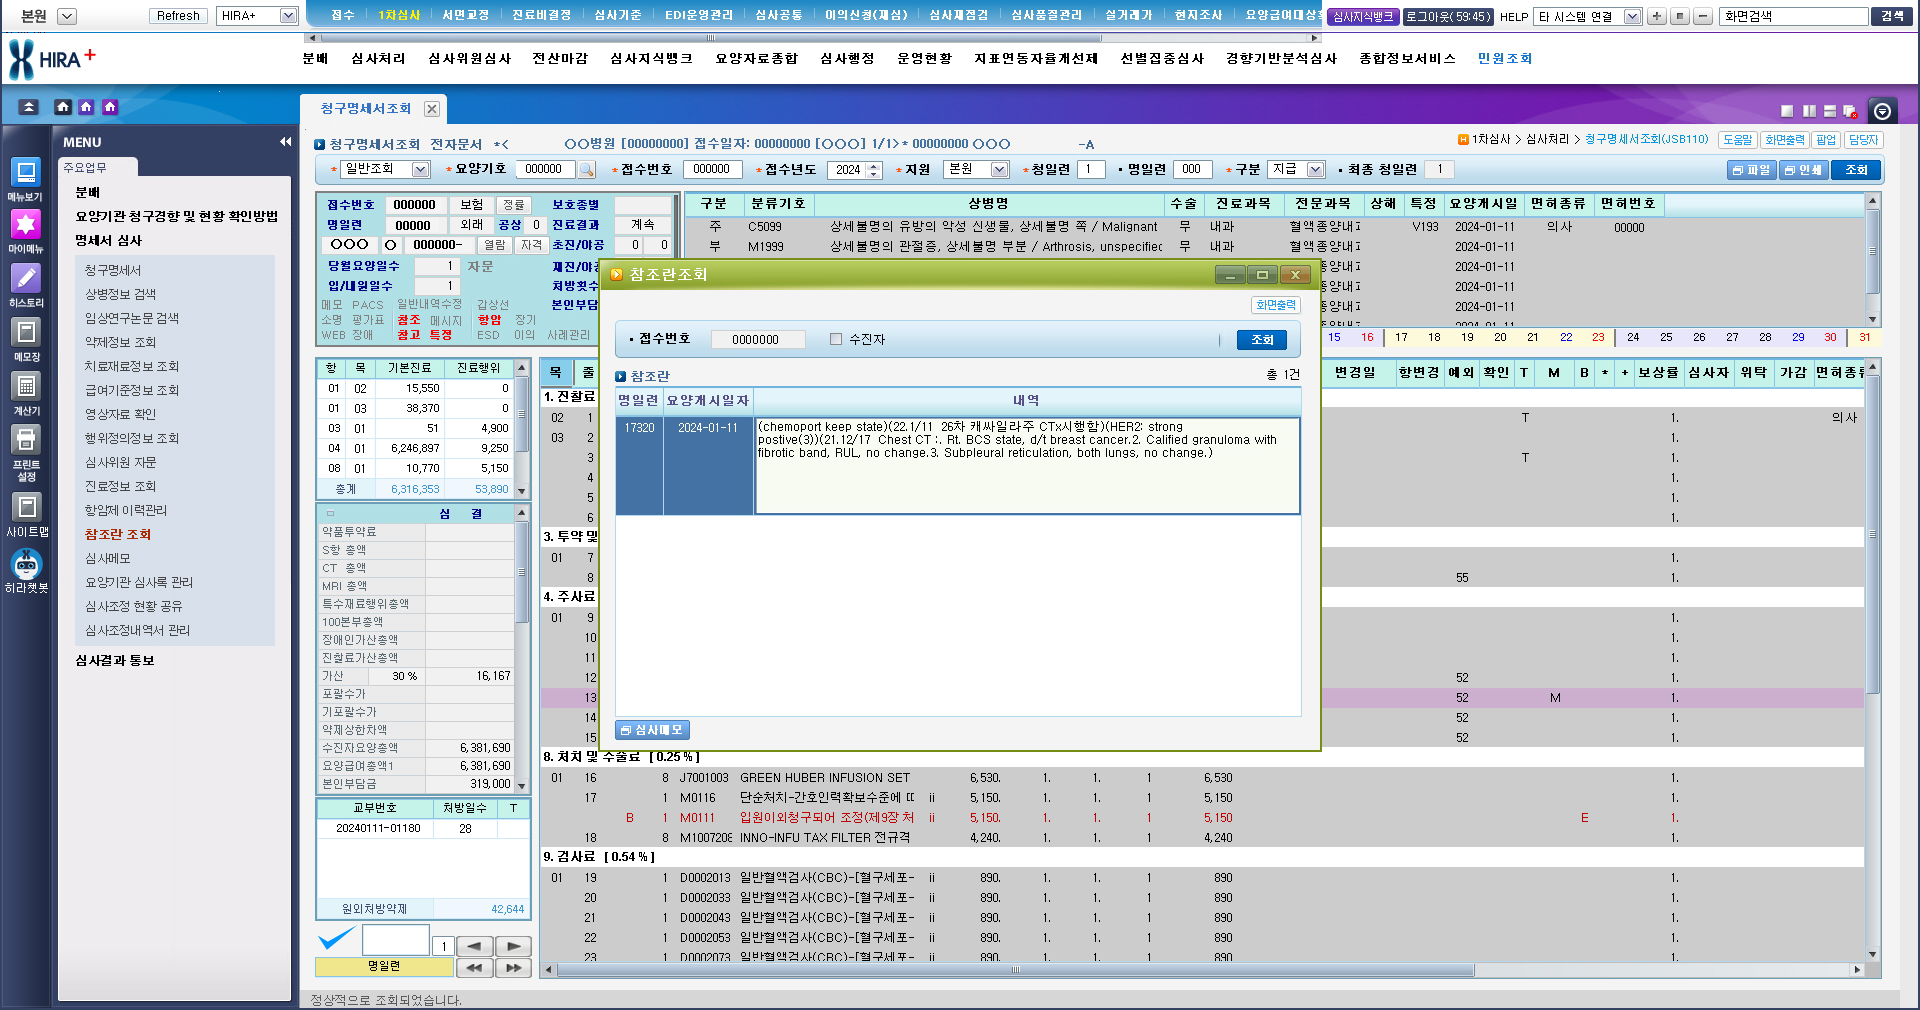 본원 Refresh HIRA+ 접수 1차심사 서면교정 진료비결정 심사기준 EDI운영관리 심사공통 이의신청(재심) 심사재점검 심사품질관리 실거래가 현지조사 요양급여대상 심사지식뱅크 로그아웃(59:45) HELP 타 시스템 연결 화면검색 검색
HIRA+ 분배 심사처리 심사위원심사 전산마감 심사지식뱅크 요양자료종합 심사행정 운영현황 지표연동자율개선제 선별집중심사 경향기반분석심사 종합정보서비스 민원조회
청구명세서조회
MENU
주요업무
분배
요양기관 청구경향 및 현황 확인방법
명세서 심사
청구명세서
상병정보 검색
임상연구논문 검색
약제정보 조회
치료재료정보 조회
급여기준정보 조회
영상자료 확인
행위정의정보 조회
심사위원 자문
진료정보 조회
항암제 이력관리
참조란 조회
심사메모
요양기관 심사록 관리
심사조정 현황 공유
심사조정내역서 관리
심사결과 통보
메뉴보기
마이메뉴
히스토리
메모장
계산기
프린트
설정
사이트맵
히라챗봇
청구명세서조회 전자문서 *< ○○병원 [00000000] 접수일자: 00000000 [○○○] 1/1>* 00000000 ○○○ -A
1차심사 > 심사처리 > 청구명세서조회(JSB110) 도움말 화면출력 팝업 담당자
* 일반조회 * 요양기호 000000 * 접수번호 000000 * 접수년도 2024 * 지원 본원 * 청일련 1 • 명일련 000 * 구분 지급 • 최종 청일련 1 파일 인쇄 조회
접수번호 000000 보험 정률 보호종별
명일련 00000 외래 공상 0 진료결과 계속
○○○ ○ 000000- 열람 자격 초진/야공 0 0
당월요양일수 1 자문 재진/야공
입/내원일수 1 처방횟수
메모 PACS 일반내역수정 갑상선 본인부담
소명 평가표 참조 메시지 항암 장기
WEB 장애 참고 특정 ESD 이의 사례관리
구분 분류기호 상병명 수술 진료과목 전문과목 상해 특정 요양개시일 면허종류 면허번호
주 C5099 상세불명의 유방의 악성 신생물, 상세불명 쪽 / Malignant 무 내과 혈액종양내고 V193 2024-01-11 의사 00000
부 M1999 상세불명의 관절증, 상세불명 부분 / Arthrosis, unspecified 무 내과 혈액종양내고 2024-01-11
종양내고 2024-01-11
종양내고 2024-01-11
종양내고 2024-01-11
종양내고 2024-01-11
15 16 17 18 19 20 21 22 23 24 25 26 27 28 29 30 31
항 목 기본진료 진료행위
01 02 15,550 0
01 03 38,370 0
03 01 51 4,900
04 01 6,246,897 9,250
08 01 10,770 5,150
총계 6,316,353 53,890
심 결
약품투약료
S항 총액
CT 총액
MRI 총액
특수재료행위총액
100본부총액
장애인가산총액
진찰료가산총액
가산 30 % 16,167
포괄수가
기포괄수가
약제상한차액
수진자요양총액 6,381,690
요양급여총액1 6,381,690
본인부담금 319,000
교부번호 처방일수 T
20240111-01180 28
원외처방약제 42,644
1
명일련
참조란조회
화면출력
• 접수번호 0000000 수진자 조회
참조란 총 1건
명일련 요양개시일자 내역
17320 2024-01-11 (chemoport keep state)(22.1/11 26차 캐싸일라주 CTx시행함)(HER2: strong
postive(3))(21.12/17 Chest CT :. Rt. BCS state, d/t breast cancer.2. Calified granuloma with
fibrotic band, RUL, no change.3. Subpleural reticulation, both lungs, no change.)
심사메모
목 줄 변경일 항변경 예외 확인 T M B * + 보상률 심사자 위탁 가감 면허종류
1. 진찰료
02 1 T 1. 의사
03 2 1.
3 T 1.
4 1.
5 1.
6 1.
3. 투약 및
01 7 1.
8 55 1.
4. 주사료
01 9 1.
10 1.
11 1.
12 52 1.
13 52 M 1.
14 52 1.
15 52 1.
8. 처치 및 수술료 [ 0.25 % ]
01 16 8 J7001003 GREEN HUBER INFUSION SET 6,530. 1. 1. 1 6,530 1.
17 1 M0116 단순처치-간호인력확보수준에 ii 5,150. 1. 1. 1 5,150 1.
B 1 M0111 입원이외청구되어 조정(제9장 처 ii 5,150. 1. 1. 1 5,150 E 1.
18 8 M1007208 INNO-INFU TAX FILTER 전규격 4,240. 1. 1. 1 4,240 1.
9. 검사료 [ 0.54 % ]
01 19 1 D0002013 일반혈액검사(CBC)-[혈구세포- ii 890. 1. 1. 1 890 1.
20 1 D0002033 일반혈액검사(CBC)-[혈구세포- ii 890. 1. 1. 1 890 1.
21 1 D0002043 일반혈액검사(CBC)-[혈구세포- ii 890. 1. 1. 1 890 1.
22 1 D0002053 일반혈액검사(CBC)-[혈구세포- ii 890. 1. 1. 1 890 1.
23 1 D0002073 일반혈액검사(CBC)-[혈구세포- ii 890. 1. 1. 1 890 1.
정상적으로 조회되었습니다.